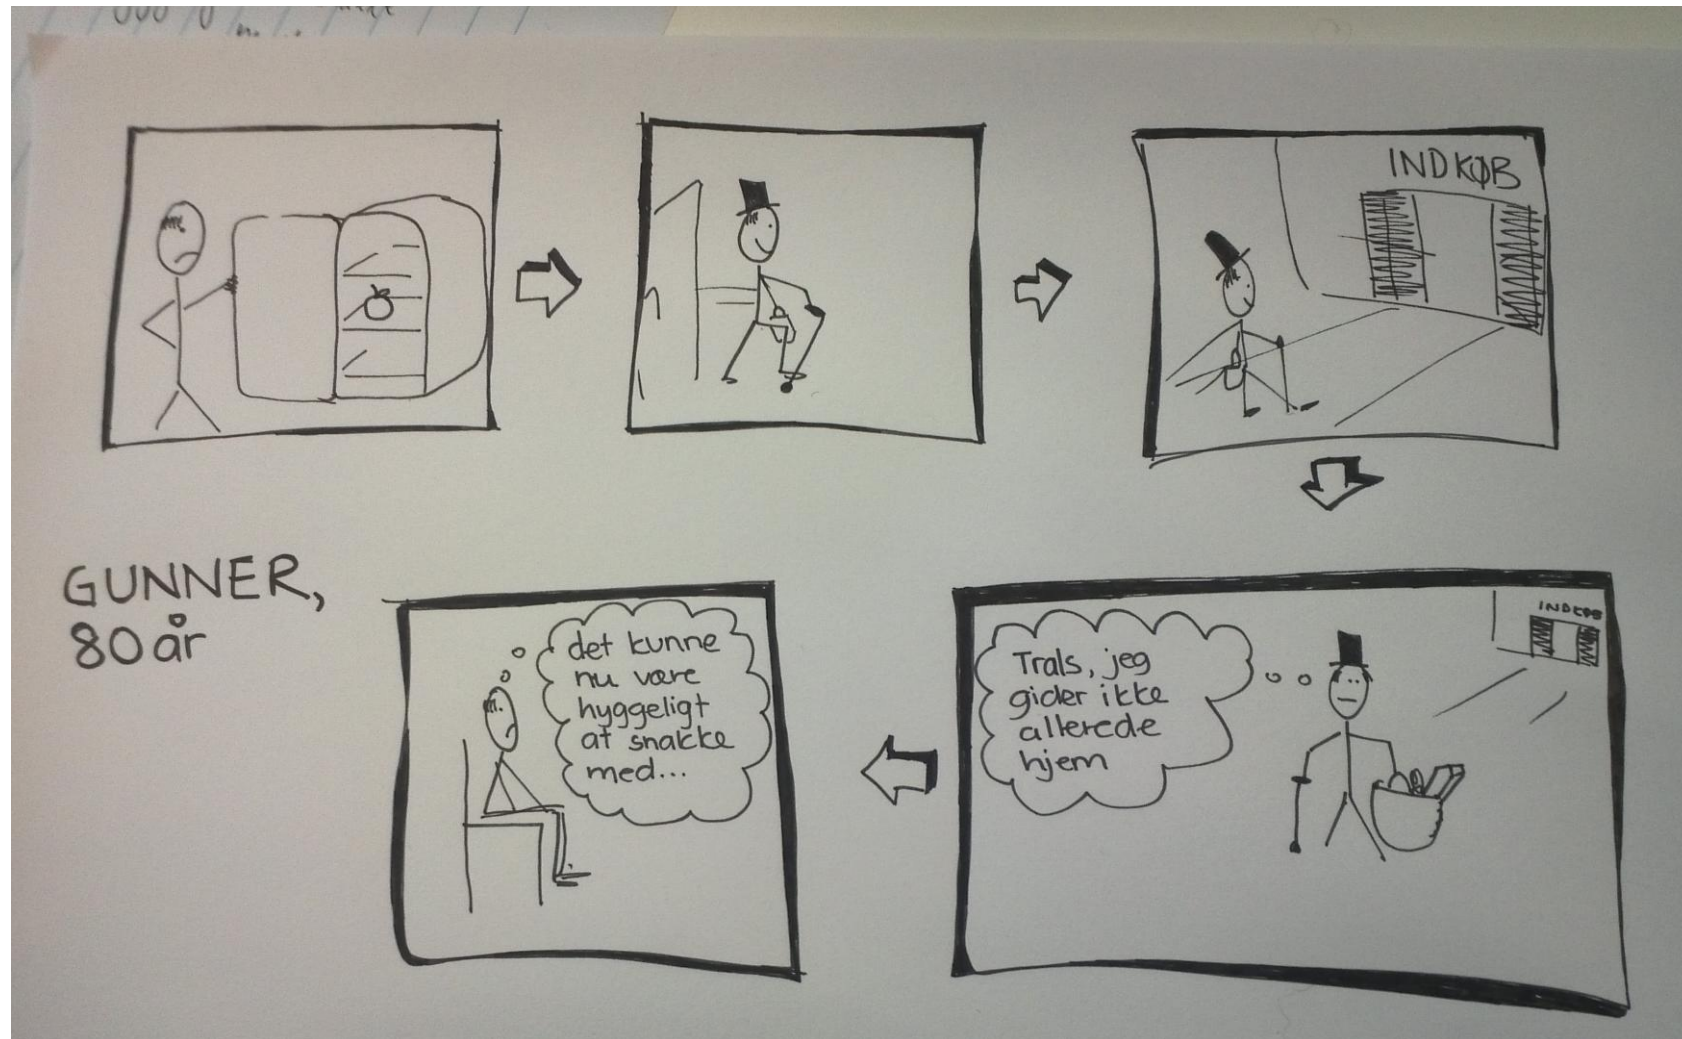 INDKØB
INDKØB
Trals, jeg
gider ikke
allerede
hjem
det kunne
nu være
hyggeligt
at snakke
med...
GUNNER,
80 år